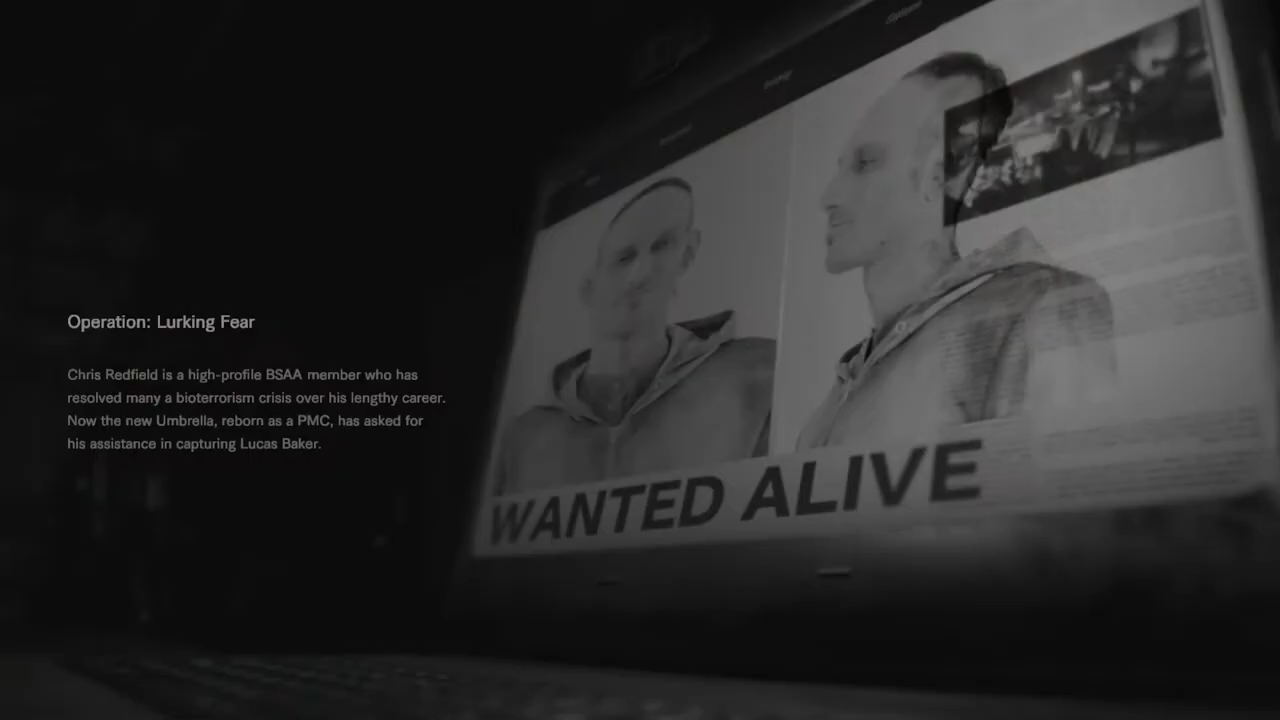 Operation: Lurking Fear
Chris Redfield is a high-profile BSAA member who has
resolved many a bioterrorism crisis over his lengthy career.
Now the new Umbrella, reborn as a PMC, has asked for
his assistance in capturing Lucas Baker.
WANTED ALIVE